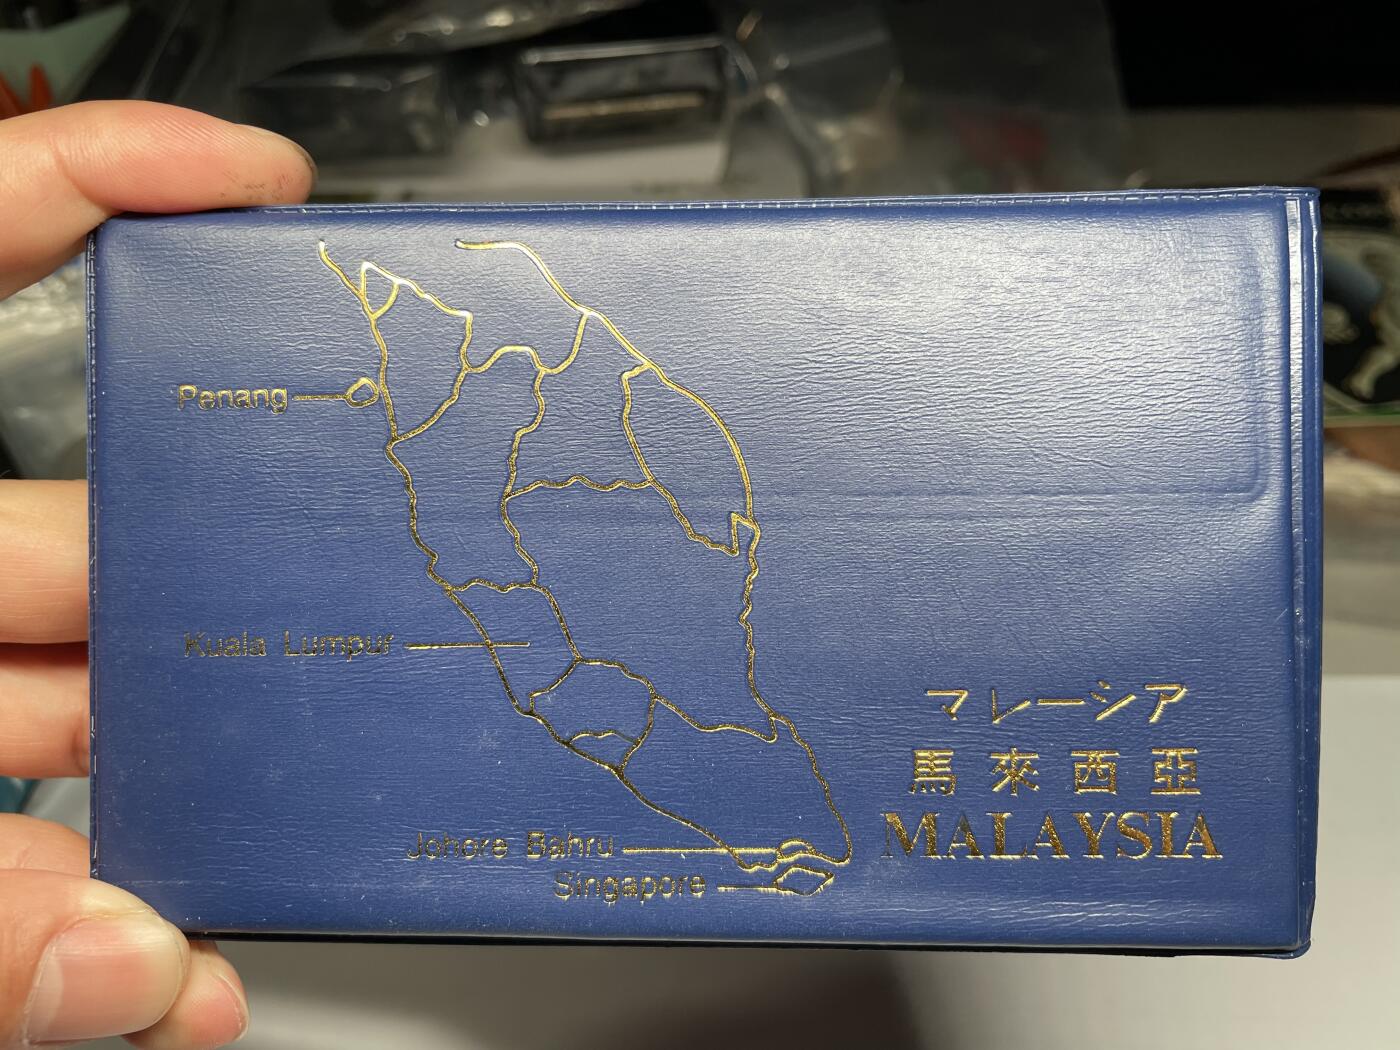 Penang
Kuala Lumpur
マレーシア
馬來西亞
MALAYSIA
Johore Bahru
Singapore